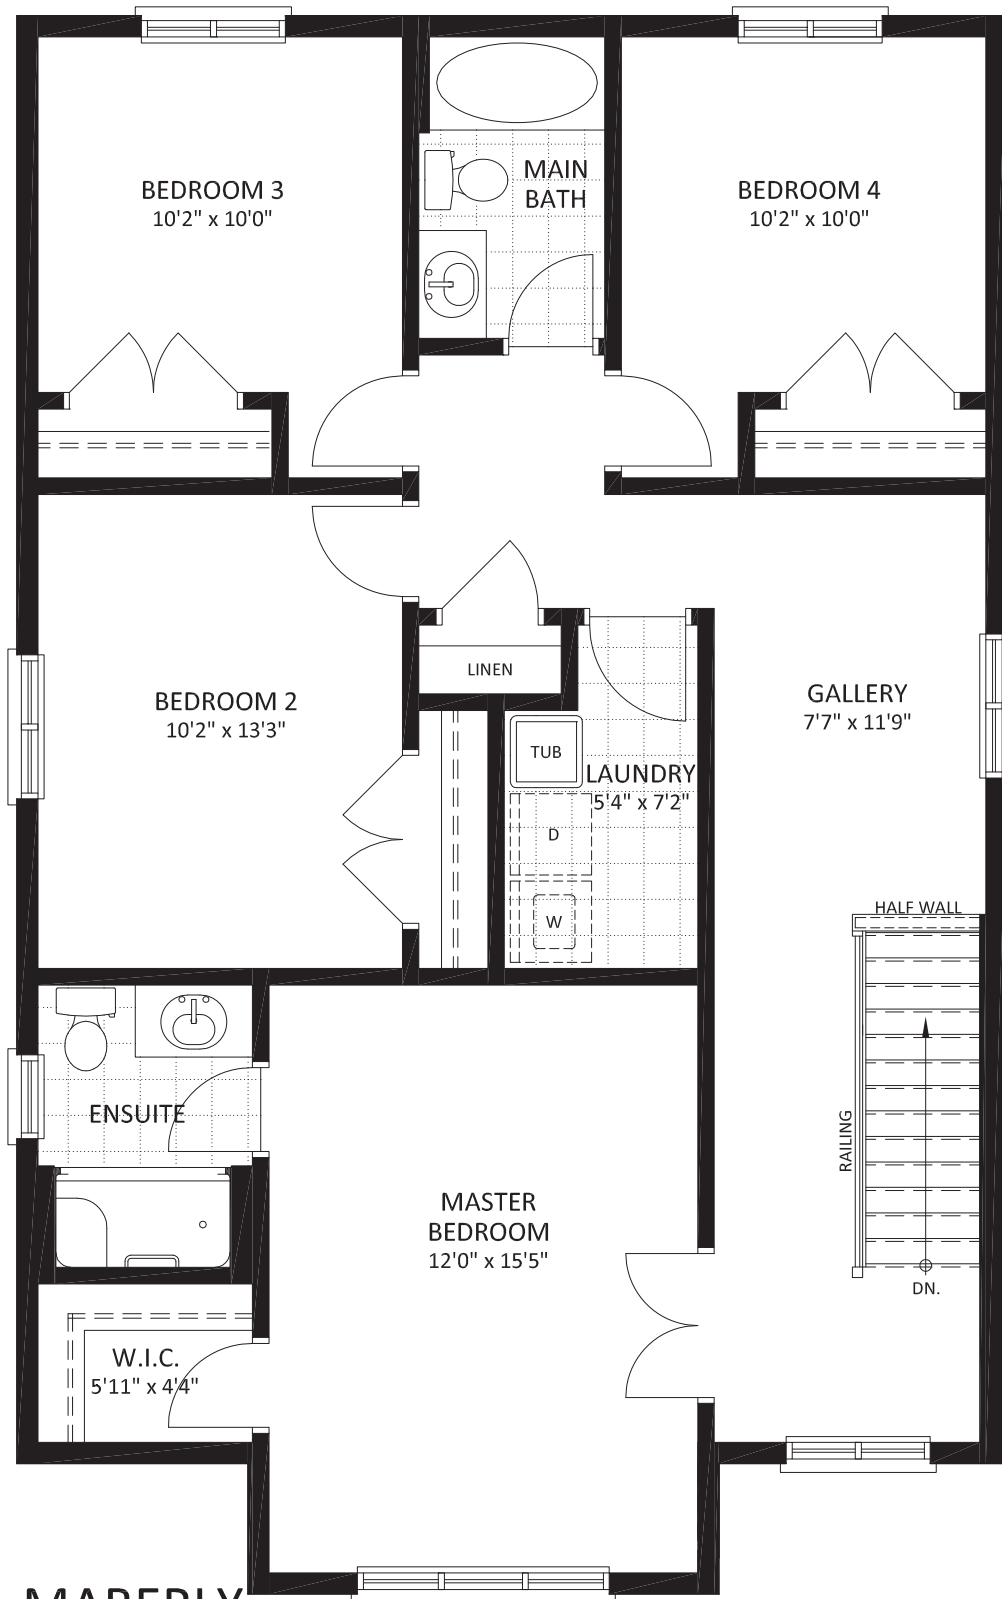 BEDROOM 3
10'2" x 10'0"
MAIN
BATH
BEDROOM 4
10'2" x 10'0"
BEDROOM 2
10'2" x 13'3"
LINEN
GALLERY
7'7" x 11'9"
TUB
LAUNDRY
5'4" x 7'2"
D
W
HALF WALL
RAILING
DN.
ENSUITE
MASTER
BEDROOM
12'0" x 15'5"
W.I.C.
5'11" x 4'4"
MABERLY